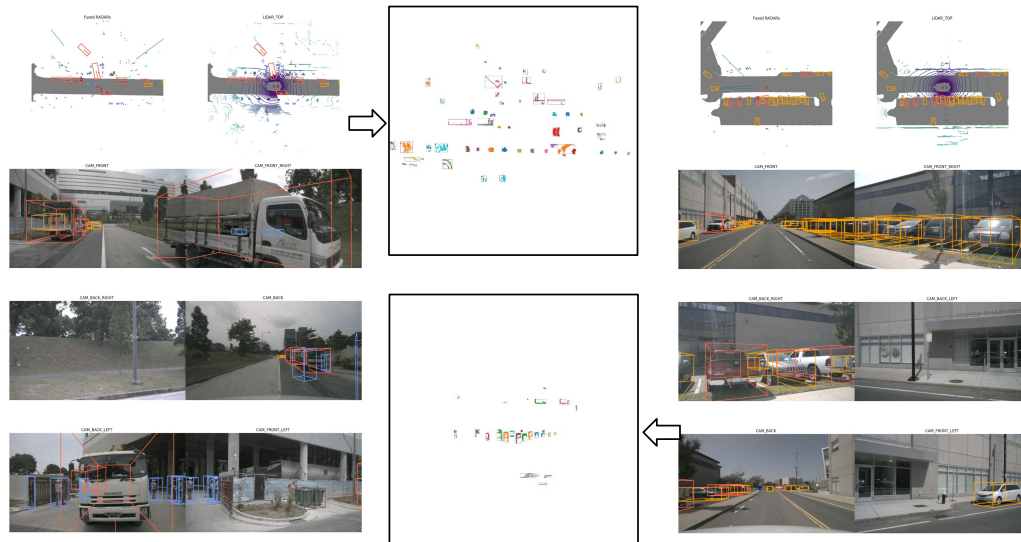 Fused RADARs
LIDAR_TOP
CAM_FRONT
CAM_FRONT_RIGHT
CAM_BACK_RIGHT
CAM_BACK
CAM_BACK_LEFT
CAM_FRONT_LEFT
Fused RADARs
LIDAR_TOP
CAM_FRONT
CAM_FRONT_RIGHT
CAM_BACK_RIGHT
CAM_BACK_LEFT
CAM_BACK
CAM_FRONT_LEFT